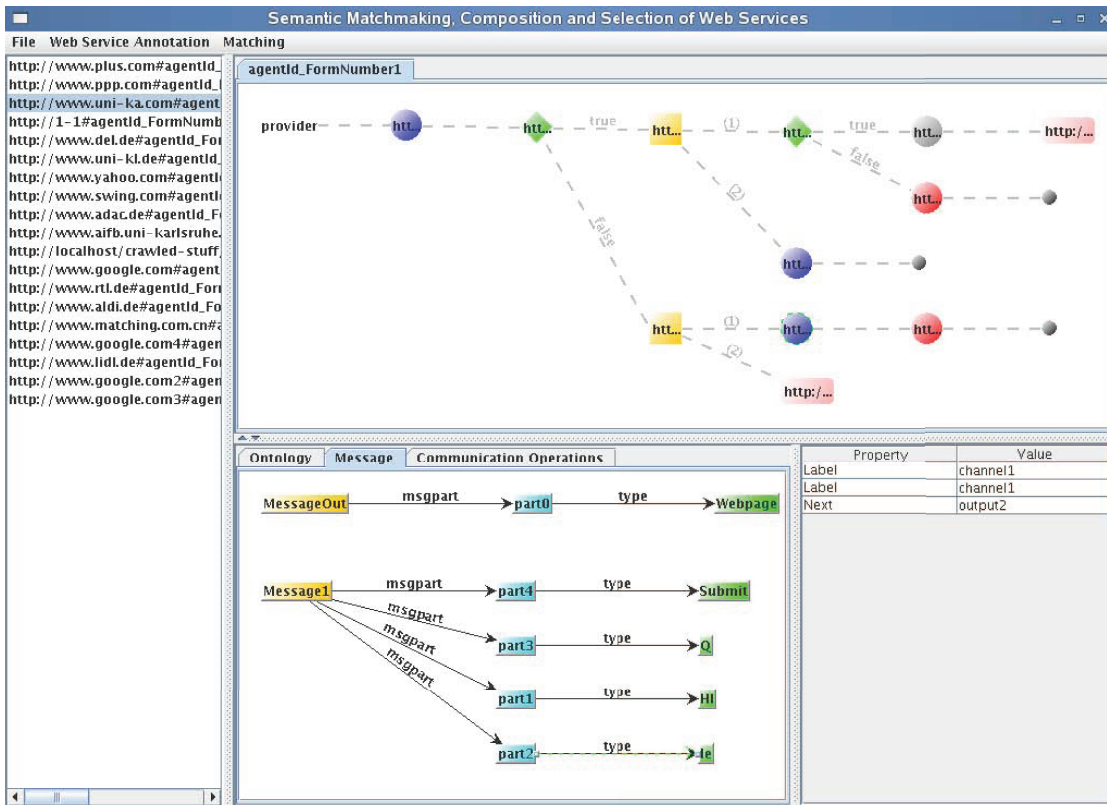 Semantic Matchmaking, Composition and Selection of Web Services
File Web Service Annotation Matching
http://www.plus.com#agentId_
http://www.ppp.com#agentId_
http://www.uni-ka.com#agent
http://1-1#agentId_FormNumb
http://www.del.de#agentId_For
http://www.uni-kl.de#agentId_
http://www.yahoo.com#agentId
http://www.swing.com#agentId
http://www.adac.de#agentId_F
http://www.aifb.uni-karlsruhe.
http://localhost/crawled-stuff/
http://www.google.com#agent
http://www.rtl.de#agentId_For
http://www.aldi.de#agentId_Fo
http://www.matching.com.cn#a
http://www.google.com4#agen
http://www.lidl.de#agentId_For
http://www.google.com2#agen
http://www.google.com3#agen
agentId_FormNumber1
provider htt... htt... true htt... (1) htt... true htt... http:/...
false htt...
(2) htt...
false htt... (1) htt... htt...
(2) http:/...
Ontology Message Communication Operations
MessageOut msgpart part0 type Webpage
Message1 msgpart part4 type Submit
msgpart part3 type Q
msgpart part1 type Hl
msgpart part2 type Ie
Property Value
Label channel1
Label channel1
Next output2